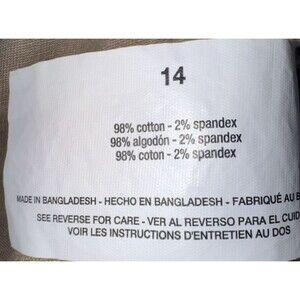 14
98% cotton - 2% spandex
98% algodón - 2% spandex
98% coton - 2% spandex
MADE IN BANGLADESH - HECHO EN BANGLADESH - FABRIQUÉ AU
SEE REVERSE FOR CARE - VER AL REVERSO PARA EL
VOIR LES INSTRUCTIONS D'ENTRETIEN AU DOS